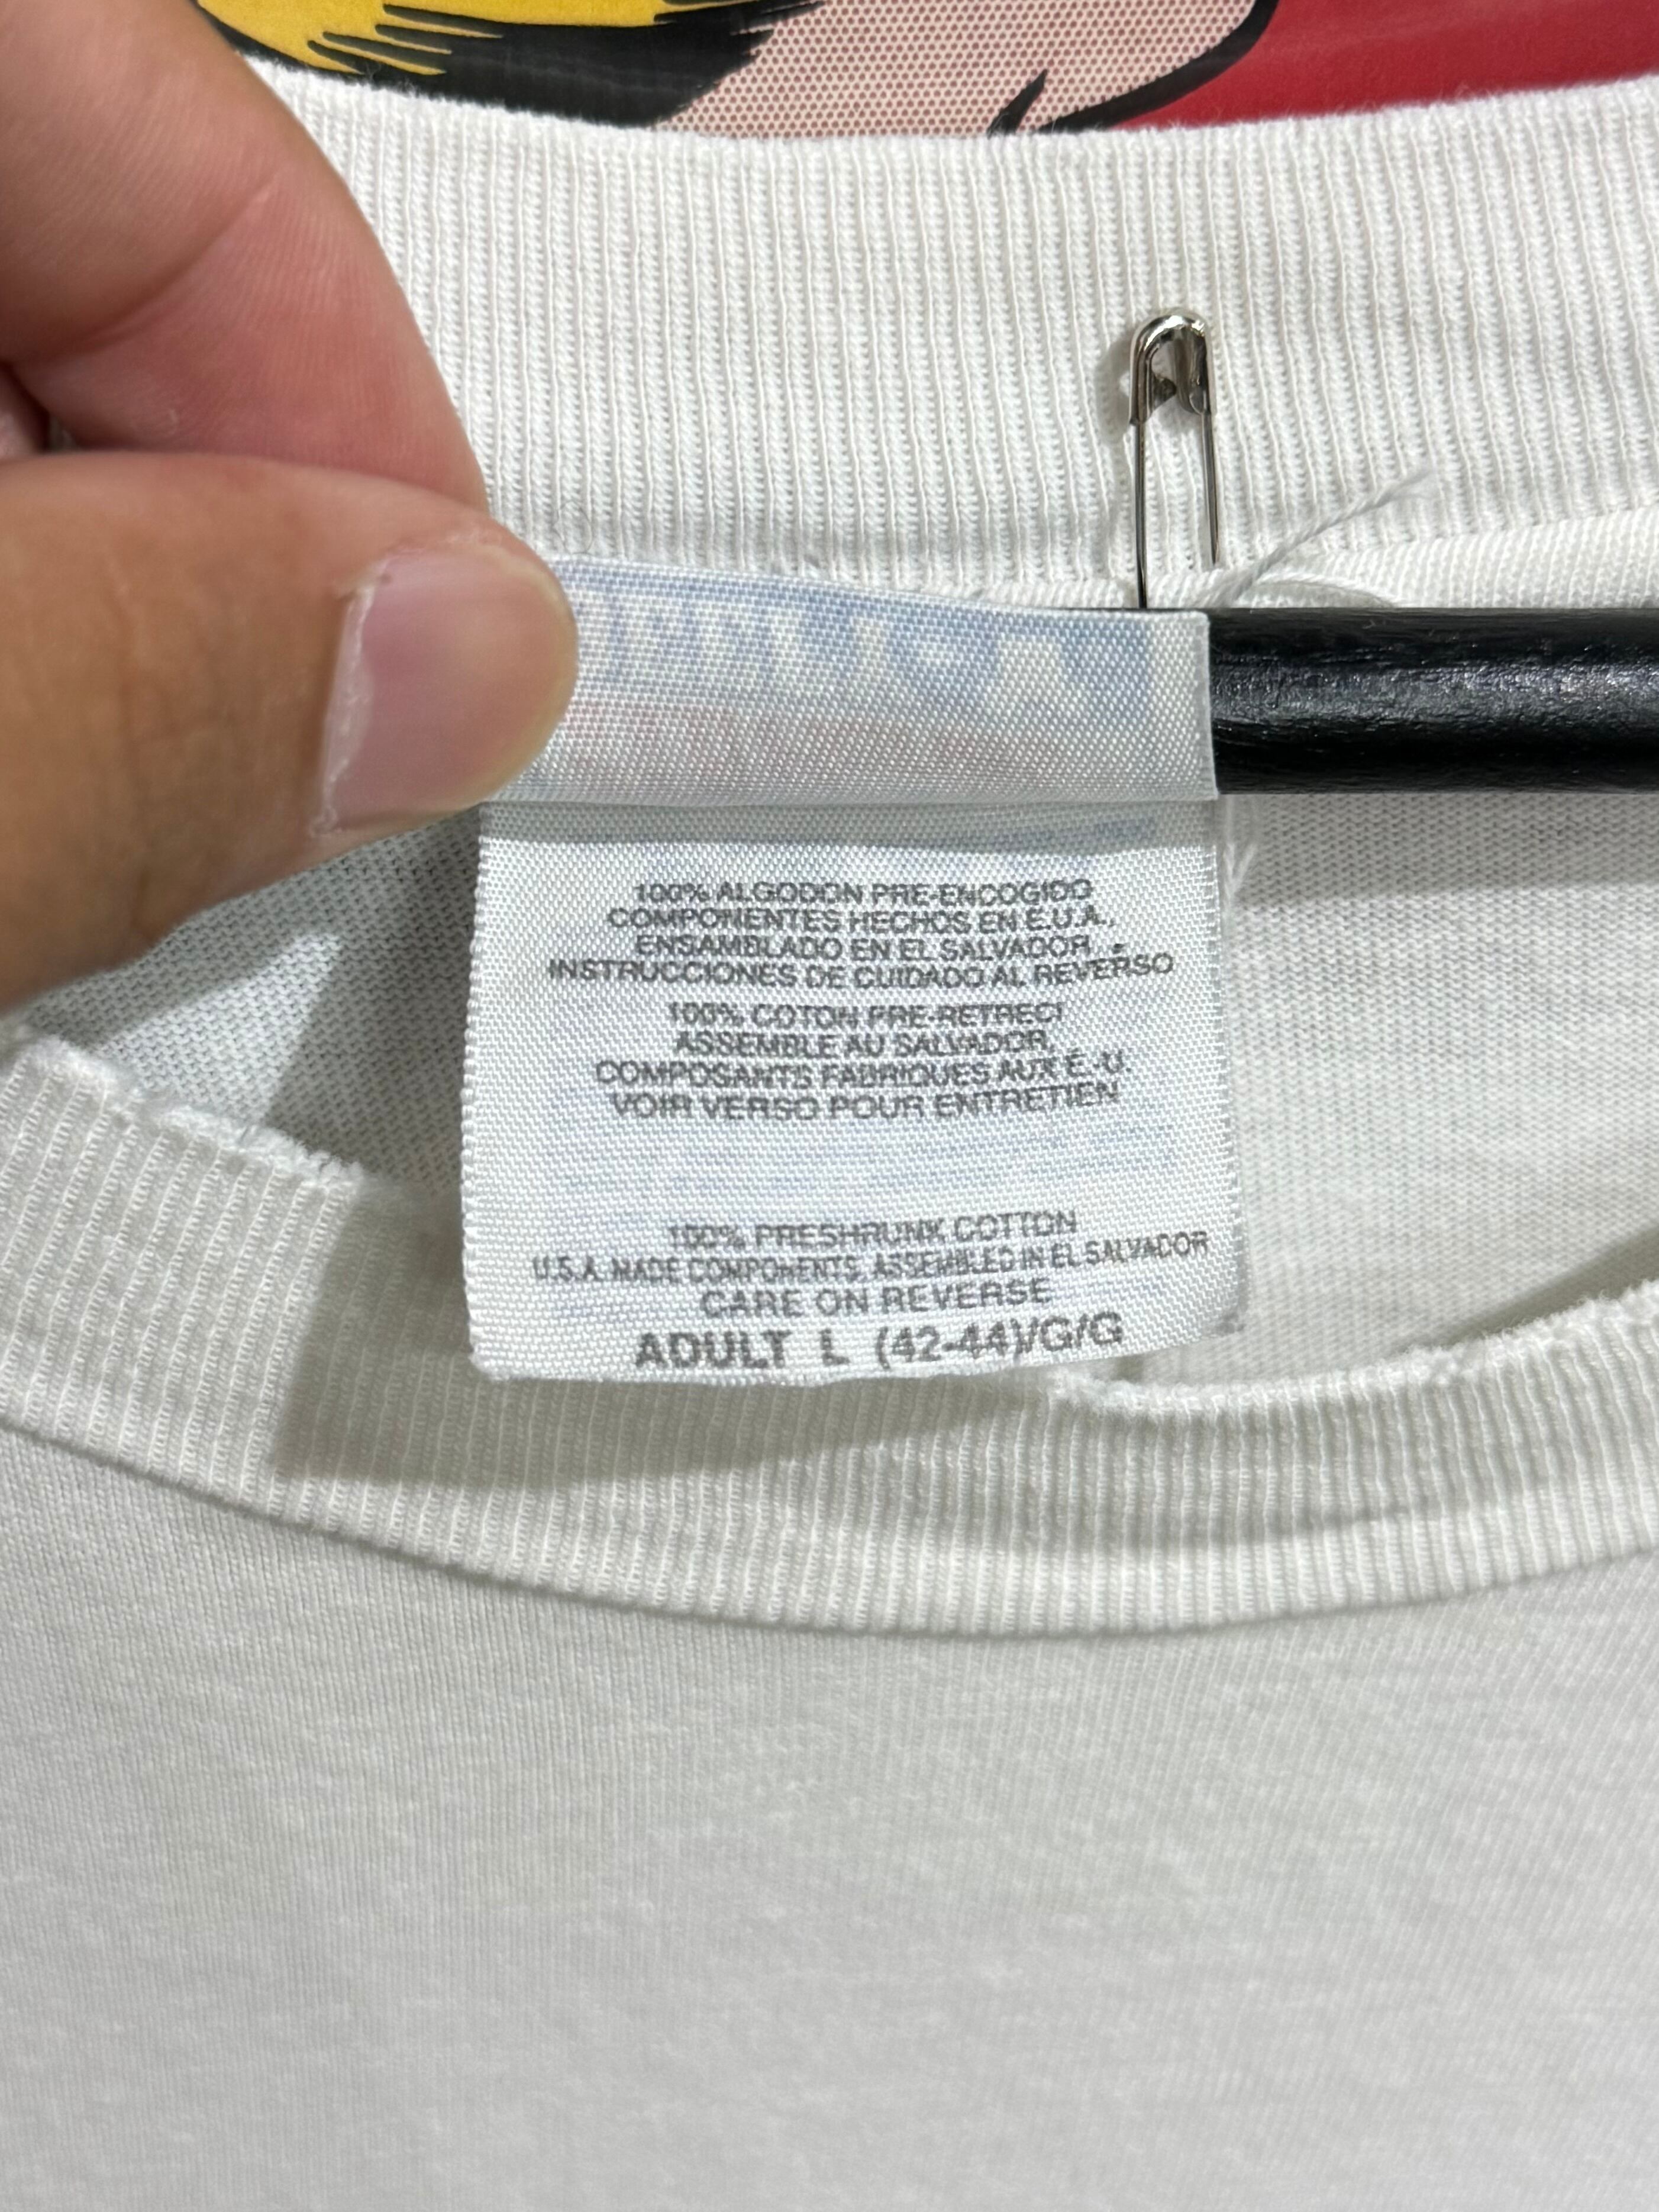 100% ALGODON PRE-ENCOGIDO
COMPONENTES HECHOS EN E.U.A.,
ENSAMBLADO EN EL SALVADOR.
INSTRUCCIONES DE CUIDADO AL REVERSO
100% COTON PRE-RETRECI
ASSEMBLE AU SALVADOR,
COMPOSANTS FABRIQUES AUX É.-U.
VOIR VERSO POUR ENTRETIEN
100% PRESHRUNK COTTON
U.S.A. MADE COMPONENTS, ASSEMBLED IN EL SALVADOR
CARE ON REVERSE
ADULT L (42-44)/G/G